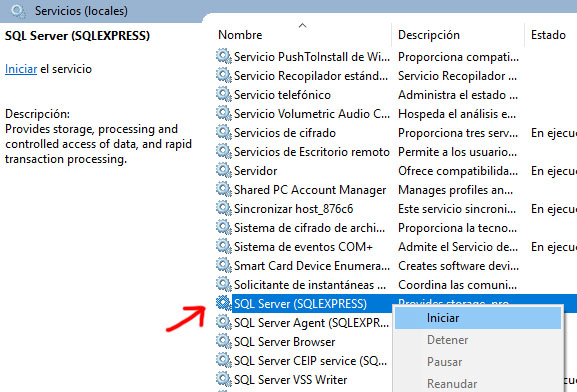 Servicios (locales)
SQL Server (SQLEXPRESS)
Iniciar el servicio
Descripción:
Provides storage, processing and
controlled access of data, and rapid
transaction processing.
Nombre Descripción Estado
Servicio PushToInstall de Wi... Proporciona compati...
Servicio Recopilador estánd... Servicio Recopilador ...
Servicio telefónico Administra el estado ...
Servicio Volumetric Audio C... Hospeda el análisis e...
Servicios de cifrado Proporciona tres serv... En ejecu
Servicios de Escritorio remoto Permite a los usuario...
Servidor Ofrece compatibilida... En ejecu
Shared PC Account Manager Manages profiles an...
Sincronizar host_876c6 Este servicio sincroni... En ejecu
Sistema de cifrado de archi... Proporciona la tecno...
Sistema de eventos COM+ Admite el Servicio de... En ejecu
Smart Card Device Enumera... Creates software devi...
Solicitante de instantáneas ... Coordina las comuni...
SQL Server (SQLEXPRESS) Provides storage, pro...
SQL Server Agent (SQLEXPR...
SQL Server Browser
SQL Server CEIP service (SQ...
SQL Server VSS Writer
Iniciar
Detener
Pausar
Reanudar